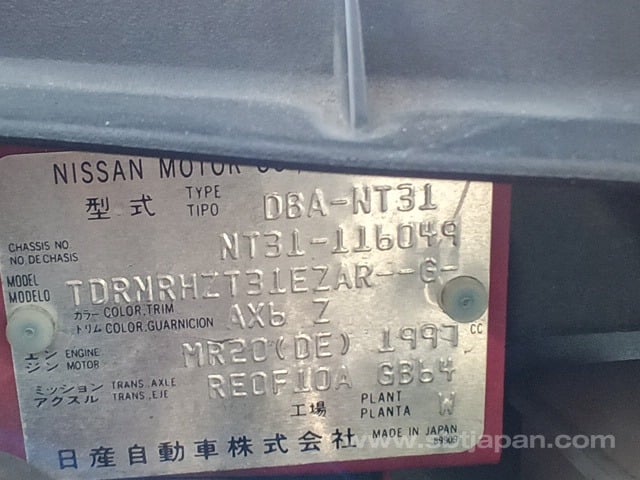 NISSAN MOTOR CO
型式 TYPE TIPO DBA-NT31
CHASSIS NO.
NO. DE CHASIS NT31-116049
MODEL
MODELO TDRNRHZT31EZAR--C-
カラー COLOR,TRIM
トリム COLOR,GUARNICION AX6 Z
エン ENGINE
ジン MOTOR MR20(DE) 1997 CC
ミッション TRANS.AXLE
アクスル TRANS.,EJE RE0F10A GB64
工場 PLANT
PLANTA W
日産自動車株式会社 MADE IN JAPAN
www.sbtjapan.com